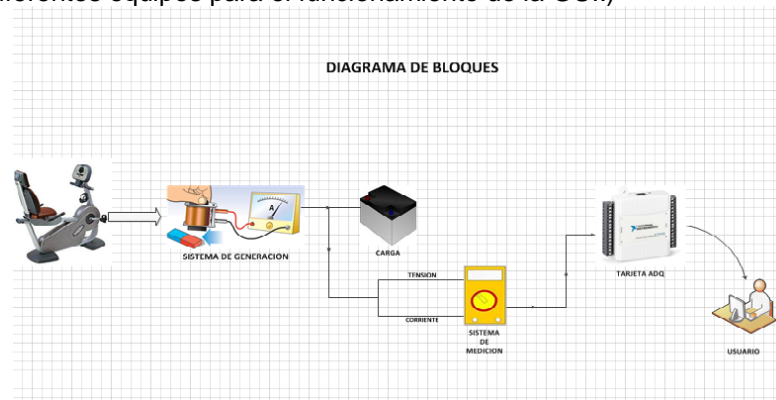 diferentes equipos para el funcionamiento de la
DIAGRAMA DE BLOQUES
A
SISTEMA DE GENERACION
CARGA
TENSION
CORRIENTE
SISTEMA
DE
MEDICION
TARJETA ADQ
USUARIO